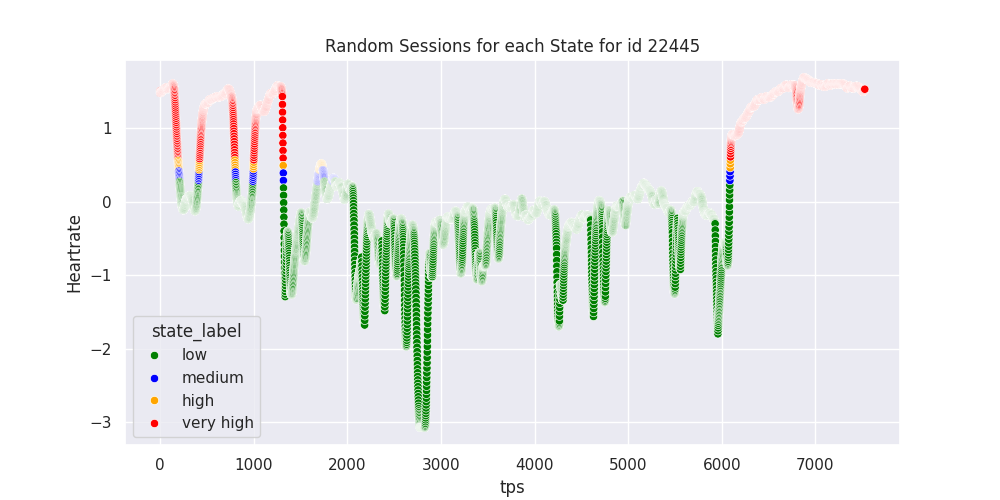 Random Sessions for each State for id 22445
Heartrate
1
0
−1
−2
−3
state_label
low
medium
high
very high
0 1000 2000 3000 4000 5000 6000 7000
tps